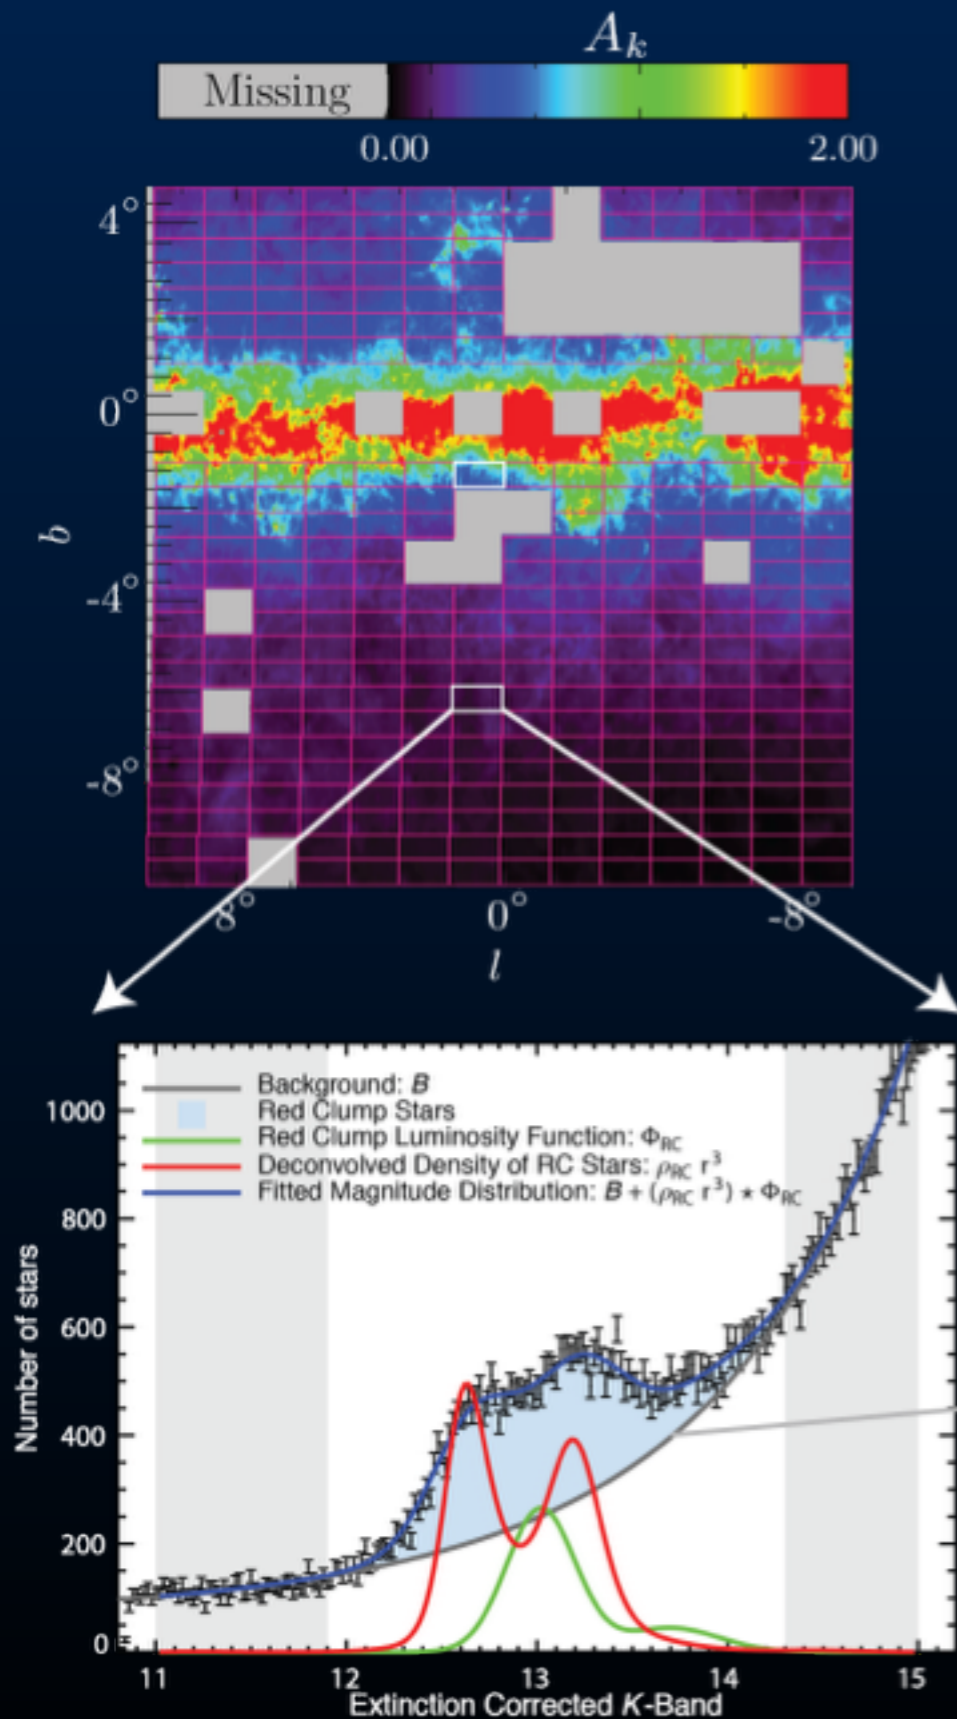 A_k
Missing
0.00 2.00
4°
0°
b
-4°
-8°
8° 0° -8°
l
Background: B
Red Clump Stars
Red Clump Luminosity Function: Φ_RC
Deconvolved Density of RC Stars: ρ_RC r³
Fitted Magnitude Distribution: B + (ρ_RC r³) ⋆ Φ_RC
Number of stars
1000
800
600
400
200
0
11 12 13 14 15
Extinction Corrected K-Band